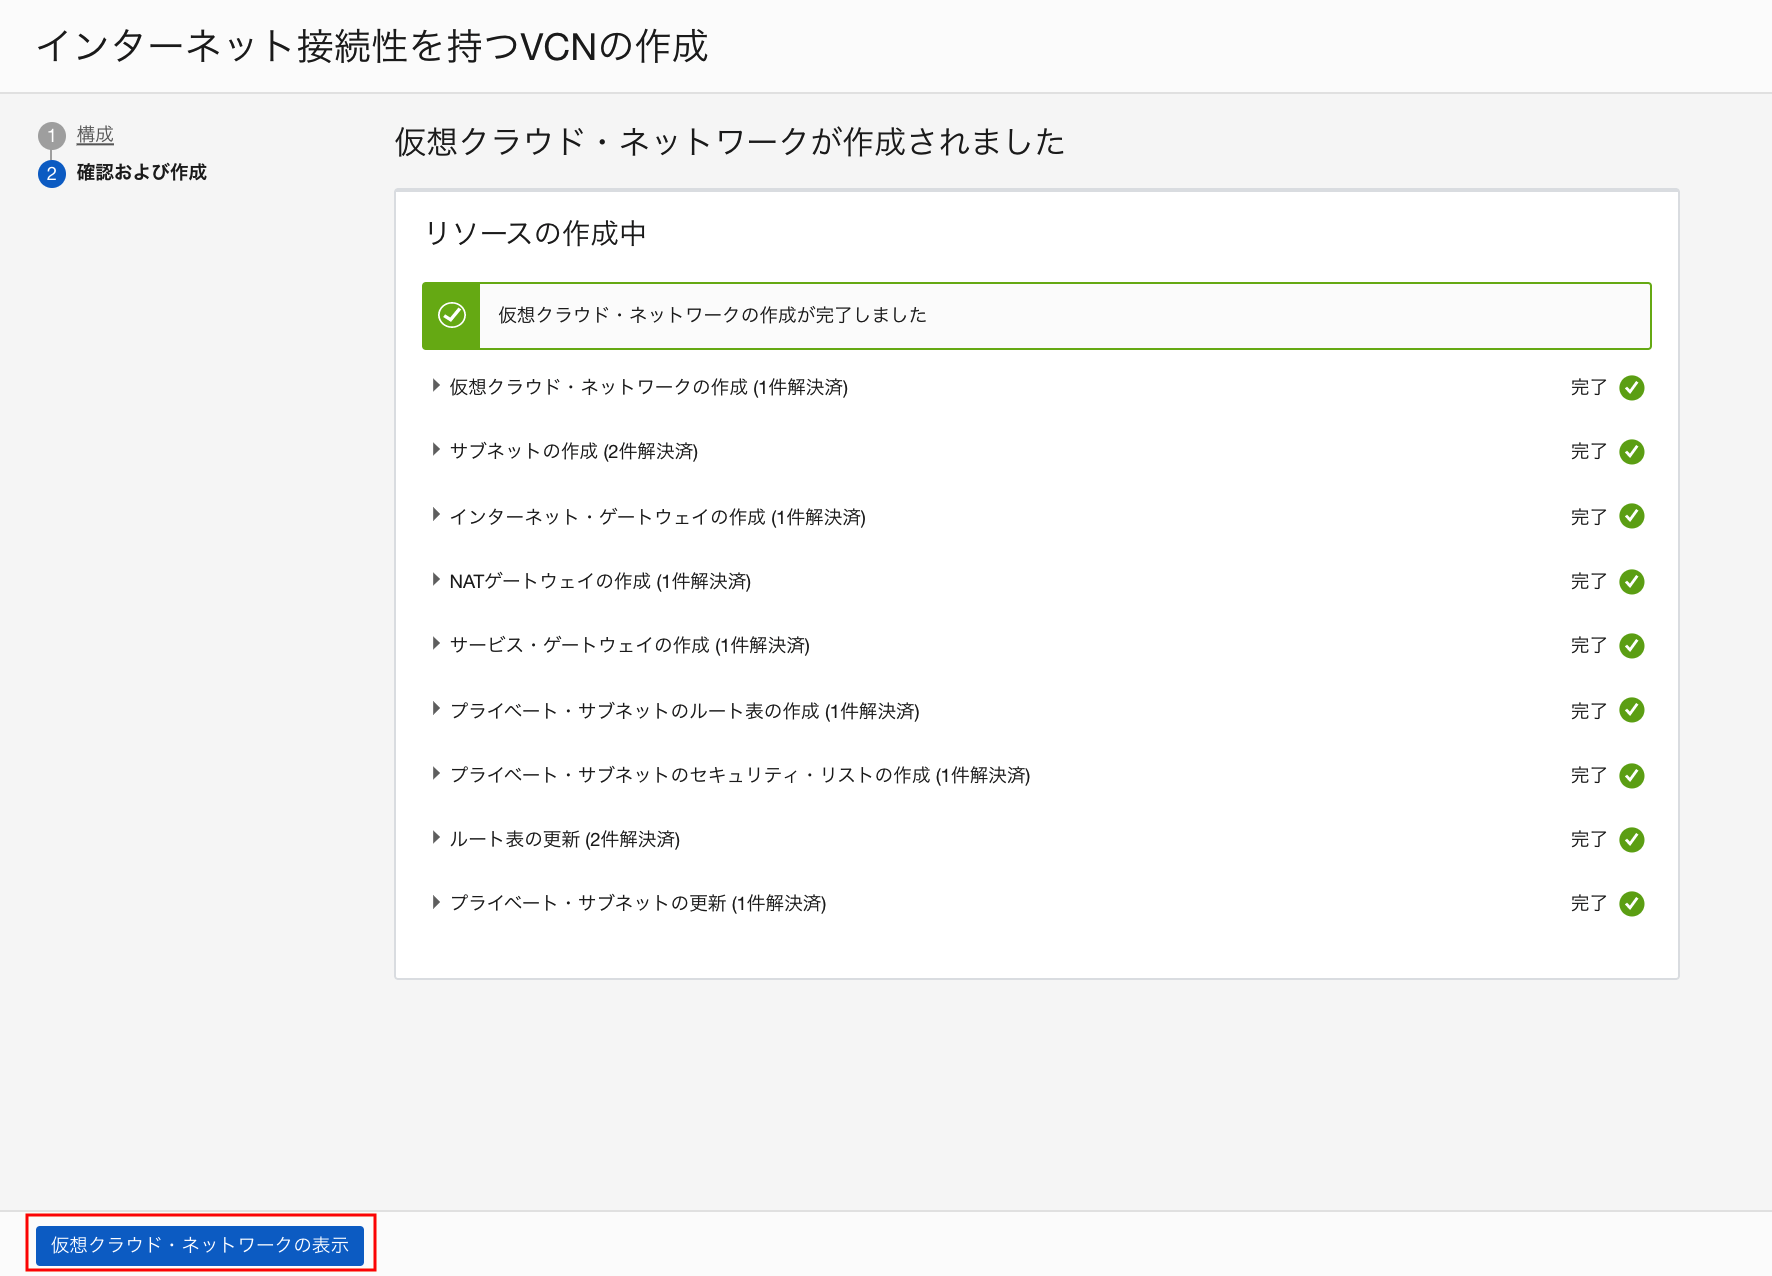 インターネット接続性を持つVCNの作成
1 構成
2 確認および作成
仮想クラウド・ネットワークが作成されました
リソースの作成中
仮想クラウド・ネットワークの作成が完了しました
仮想クラウド・ネットワークの作成 (1件解決済) 完了
サブネットの作成 (2件解決済) 完了
インターネット・ゲートウェイの作成 (1件解決済) 完了
NATゲートウェイの作成 (1件解決済) 完了
サービス・ゲートウェイの作成 (1件解決済) 完了
プライベート・サブネットのルート表の作成 (1件解決済) 完了
プライベート・サブネットのセキュリティ・リストの作成 (1件解決済) 完了
ルート表の更新 (2件解決済) 完了
プライベート・サブネットの更新 (1件解決済) 完了
仮想クラウド・ネットワークの表示